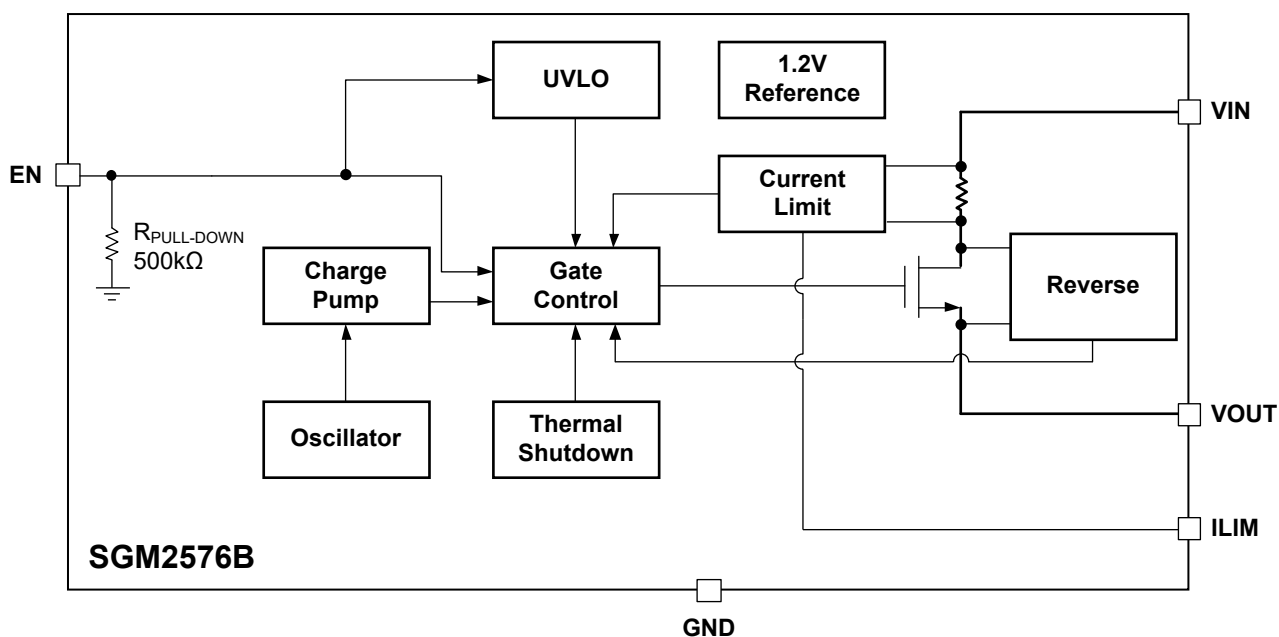 UVLO
1.2V
Reference
VIN
EN
Current
Limit
R_PULL-DOWN
500kΩ
Charge
Pump
Gate
Control
Reverse
Oscillator
Thermal
Shutdown
VOUT
ILIM
SGM2576B
GND